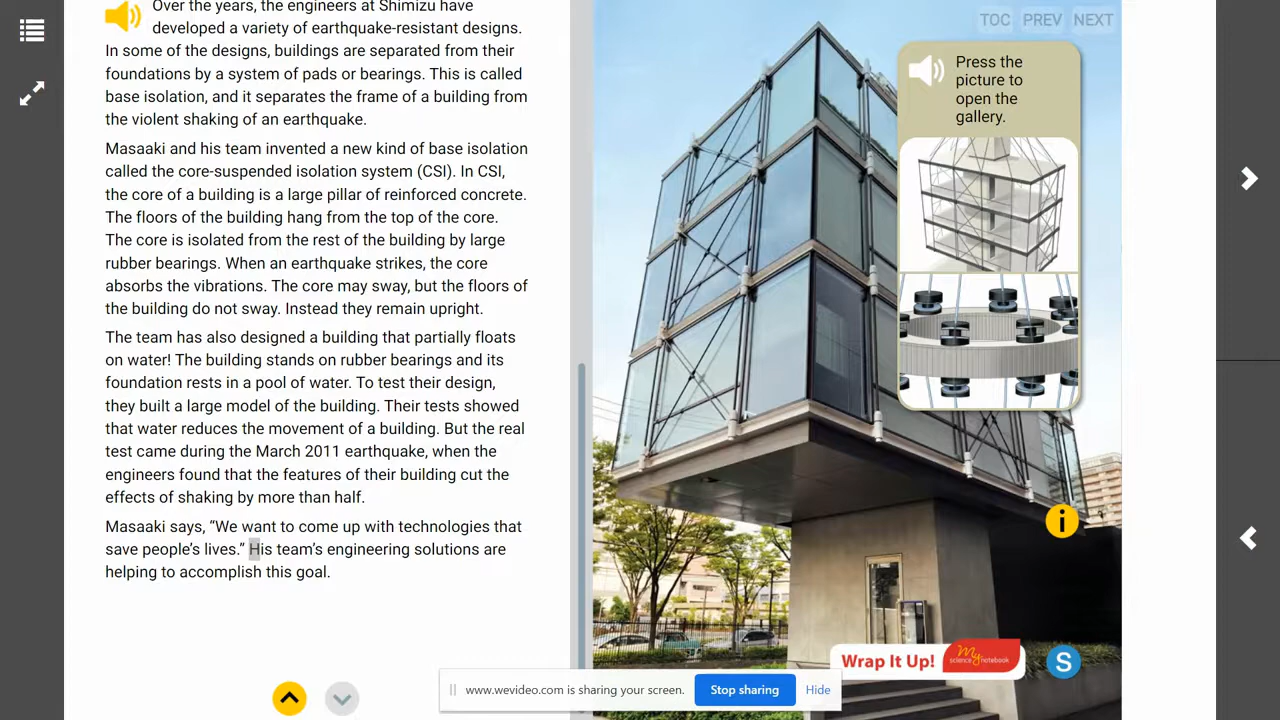 Over the years, the engineers at Shimizu have
developed a variety of earthquake-resistant designs.
In some of the designs, buildings are separated from their
foundations by a system of pads or bearings. This is called
base isolation, and it separates the frame of a building from
the violent shaking of an earthquake.
Masaaki and his team invented a new kind of base isolation
called the core-suspended isolation system (CSI). In CSI,
the core of a building is a large pillar of reinforced concrete.
The floors of the building hang from the top of the core.
The core is isolated from the rest of the building by large
rubber bearings. When an earthquake strikes, the core
absorbs the vibrations. The core may sway, but the floors of
the building do not sway. Instead they remain upright.
The team has also designed a building that partially floats
on water! The building stands on rubber bearings and its
foundation rests in a pool of water. To test their design,
they built a large model of the building. Their tests showed
that water reduces the movement of a building. But the real
test came during the March 2011 earthquake, when the
engineers found that the features of their building cut the
effects of shaking by more than half.
Masaaki says, “We want to come up with technologies that
save people’s lives.” His team’s engineering solutions are
helping to accomplish this goal.
TOC PREV NEXT
Press the
picture to
open the
gallery.
i
Wrap It Up!
My
science notebook
S
www.wevideo.com is sharing your screen.
Stop sharing
Hide